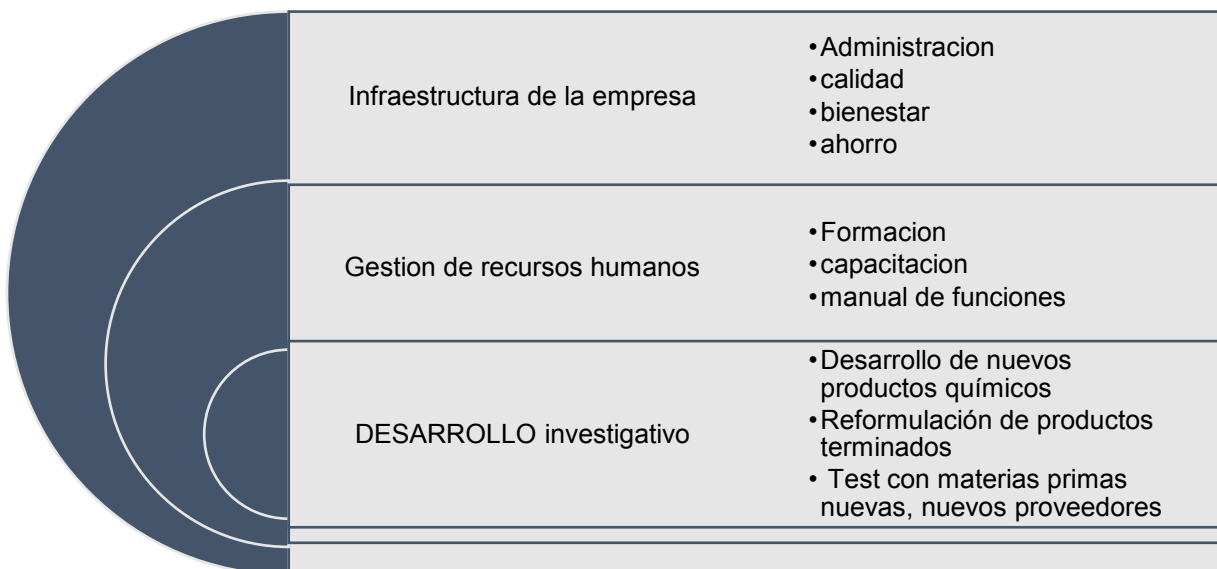 Infraestructura de la empresa
•Administracion
•calidad
•bienestar
•ahorro
Gestion de recursos humanos
•Formacion
•capacitacion
•manual de funciones
DESARROLLO investigativo
•Desarrollo de nuevos
productos químicos
•Reformulación de productos
terminados
• Test con materias primas
nuevas, nuevos proveedores